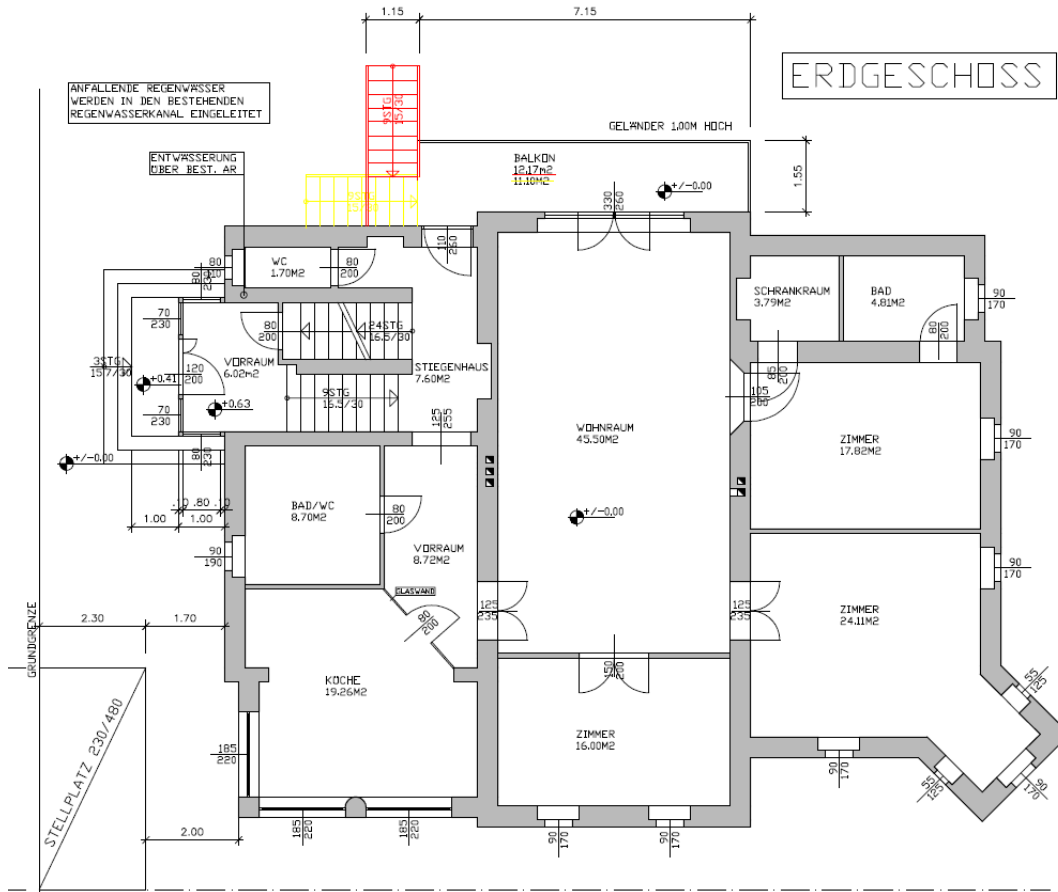 1.15
7.15
ERDGESCHOSS
ANFALLENDE REGENWÄSSER
WERDEN IN DEN BESTEHENDEN
REGENWASSERKANAL EINGELEITET
9STG
15/30
GELÄNDER 1.00M HOCH
ENTWÄSSERUNG
ÜBER BEST. AR
BALKON
12.17m2
11.10M2
+/-0.00
1.55
9STG
330
260
110
260
WC
1.70M2
80
200
80
80
230
SCHRANKRAUM
3.79M2
BAD
4.81M2
90
170
70
230
80
200
24STG
16.5/30
80
200
3STG
15.7/30
VORRAUM
6.02m2
120
200
STIEGENHAUS
7.60M2
85
200
+0.41
9STG
16.5/30
105
200
+0.63
70
230
125
255
WOHNRAUM
45.50M2
ZIMMER
17.82M2
90
170
80
230
+/-0.00
BAD/WC
8.70M2
80
200
+/-0.00
.10 .80 .10
1.00
1.00
90
190
VORRAUM
8.72M2
90
170
GLASWAND
125
235
125
235
ZIMMER
24.11M2
80
200
GRUNDGRENZE
2.30
1.70
150
200
KÜCHE
19.26M2
55
125
ZIMMER
16.00M2
185
220
STELLPLATZ 230/480
90
170
55
125
90
170
185
220
185
220
2.00
90
170
90
170